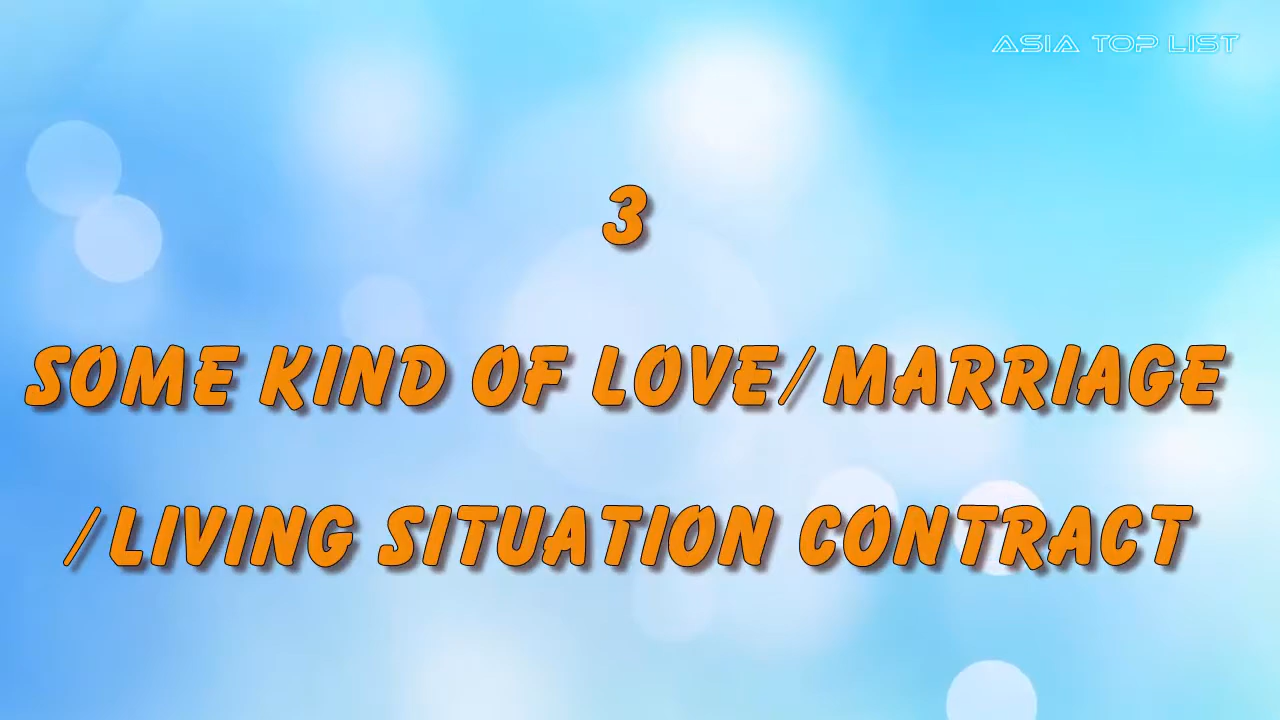 ASIA TOP LIST
3
SOME KIND OF LOVE/MARRIAGE
/LIVING SITUATION CONTRACT